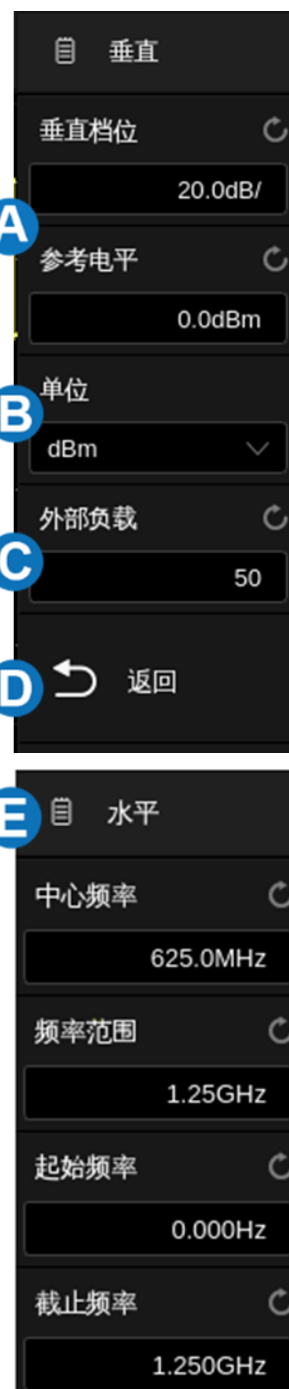 垂直
垂直档位
20.0dB/
A
参考电平
0.0dBm
单位
B
dBm
外部负载
C
50
D
返回
E
水平
中心频率
625.0MHz
频率范围
1.25GHz
起始频率
0.000Hz
截止频率
1.250GHz